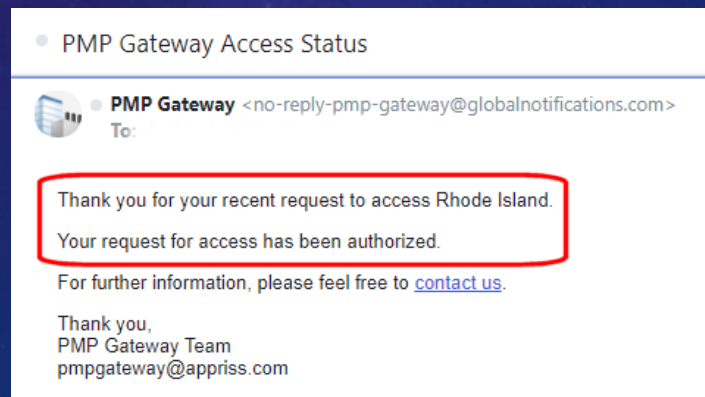 PMP Gateway Access Status
PMP Gateway <no-reply-pmp-gateway@globalnotifications.com>
To:
Thank you for your recent request to access Rhode Island.
Your request for access has been authorized.
For further information, please feel free to contact us.
Thank you,
PMP Gateway Team
pmpgateway@appriss.com